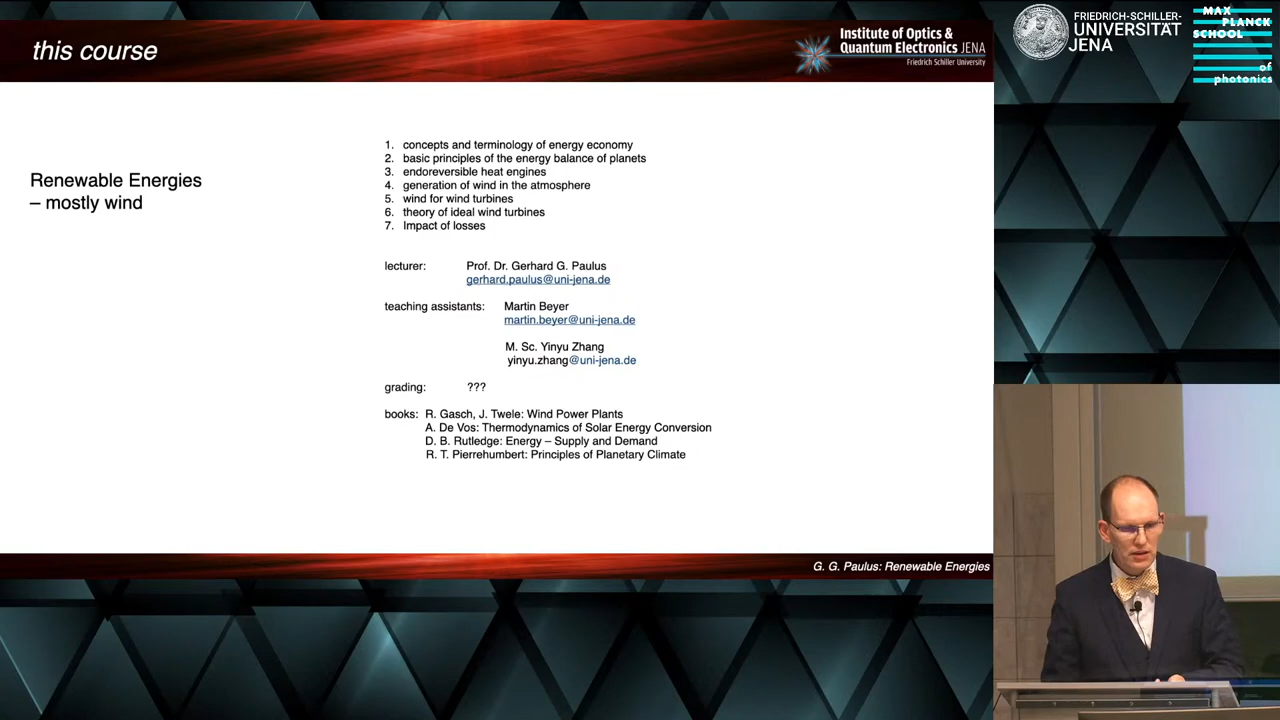 this course
Institute of Optics &
Quantum Electronics JENA
Friedrich Schiller University
FRIEDRICH-SCHILLER-
UNIVERSITÄT
JENA
MAX
PLANCK
SCHOOL
of
photonics
Renewable Energies
– mostly wind
1. concepts and terminology of energy economy
2. basic principles of the energy balance of planets
3. endoreversible heat engines
4. generation of wind in the atmosphere
5. wind for wind turbines
6. theory of ideal wind turbines
7. Impact of losses
lecturer: Prof. Dr. Gerhard G. Paulus
gerhard.paulus@uni-jena.de
teaching assistants: Martin Beyer
martin.beyer@uni-jena.de
M. Sc. Yinyu Zhang
yinyu.zhang@uni-jena.de
grading: ???
books: R. Gasch, J. Twele: Wind Power Plants
A. De Vos: Thermodynamics of Solar Energy Conversion
D. B. Rutledge: Energy – Supply and Demand
R. T. Pierrehumbert: Principles of Planetary Climate
G. G. Paulus: Renewable Energies